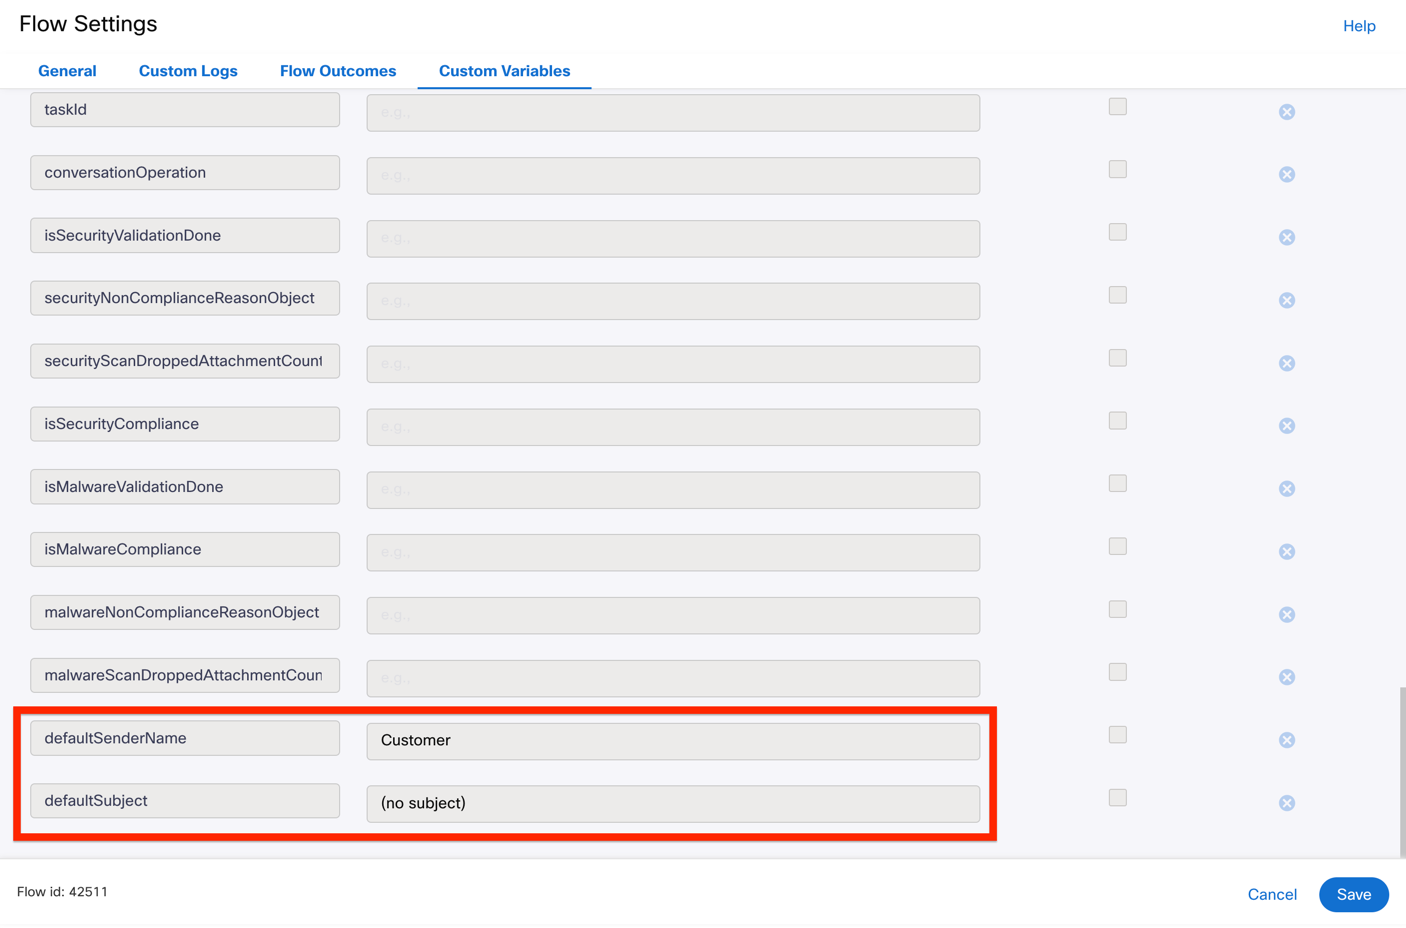 Flow Settings
Help
General
Custom Logs
Flow Outcomes
Custom Variables
taskId
e.g.,
conversationOperation
e.g.,
isSecurityValidationDone
e.g.,
securityNonComplianceReasonObject
e.g.,
securityScanDroppedAttachmentCount
e.g.,
isSecurityCompliance
e.g.,
isMalwareValidationDone
e.g.,
isMalwareCompliance
e.g.,
malwareNonComplianceReasonObject
e.g.,
malwareScanDroppedAttachmentCoun
e.g.,
defaultSenderName
Customer
defaultSubject
(no subject)
Flow id: 42511
Cancel
Save